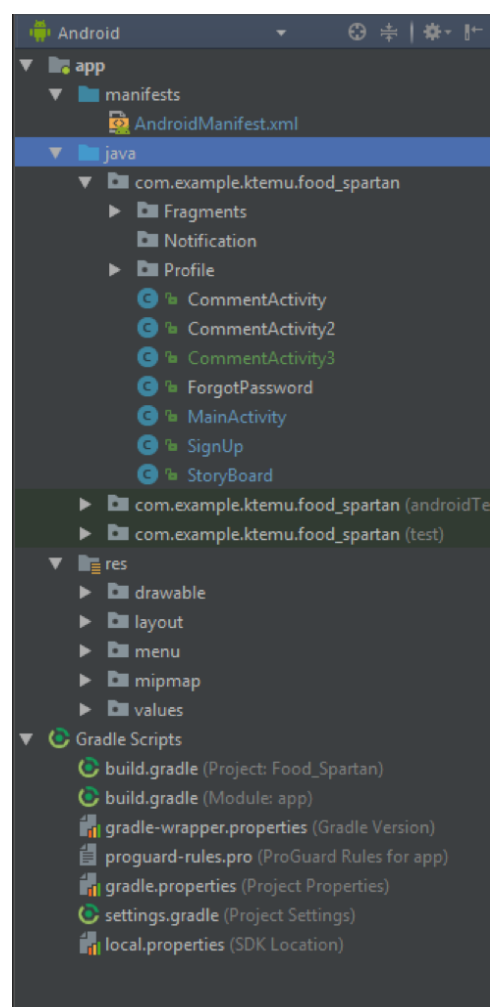 Android
app
manifests
AndroidManifest.xml
java
com.example.ktemu.food_spartan
Fragments
Notification
Profile
CommentActivity
CommentActivity2
CommentActivity3
ForgotPassword
MainActivity
SignUp
StoryBoard
com.example.ktemu.food_spartan (androidTe
com.example.ktemu.food_spartan (test)
res
drawable
layout
menu
mipmap
values
Gradle Scripts
build.gradle (Project: Food_Spartan)
build.gradle (Module: app)
gradle-wrapper.properties (Gradle Version)
proguard-rules.pro (ProGuard Rules for app)
gradle.properties (Project Properties)
settings.gradle (Project Settings)
local.properties (SDK Location)